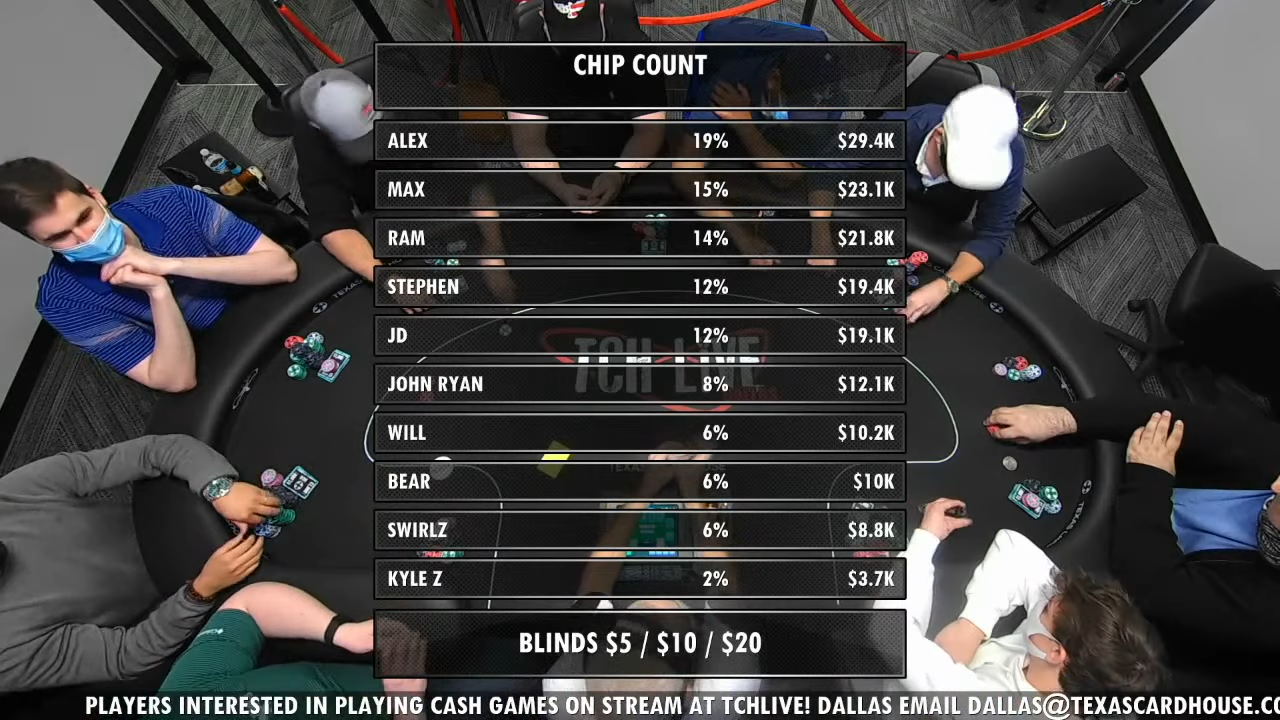 CHIP COUNT
ALEX 19% $29.4K
MAX 15% $23.1K
RAM 14% $21.8K
STEPHEN 12% $19.4K
JD 12% $19.1K
TCH LIVE
JOHN RYAN 8% $12.1K
WILL 6% $10.2K
BEAR 6% $10K
SWIRLZ 6% $8.8K
KYLE Z 2% $3.7K
BLINDS $5 / $10 / $20
PLAYERS INTERESTED IN PLAYING CASH GAMES ON STREAM AT TCHLIVE! DALLAS EMAIL DALLAS@TEXASCARDHOUSE.CO